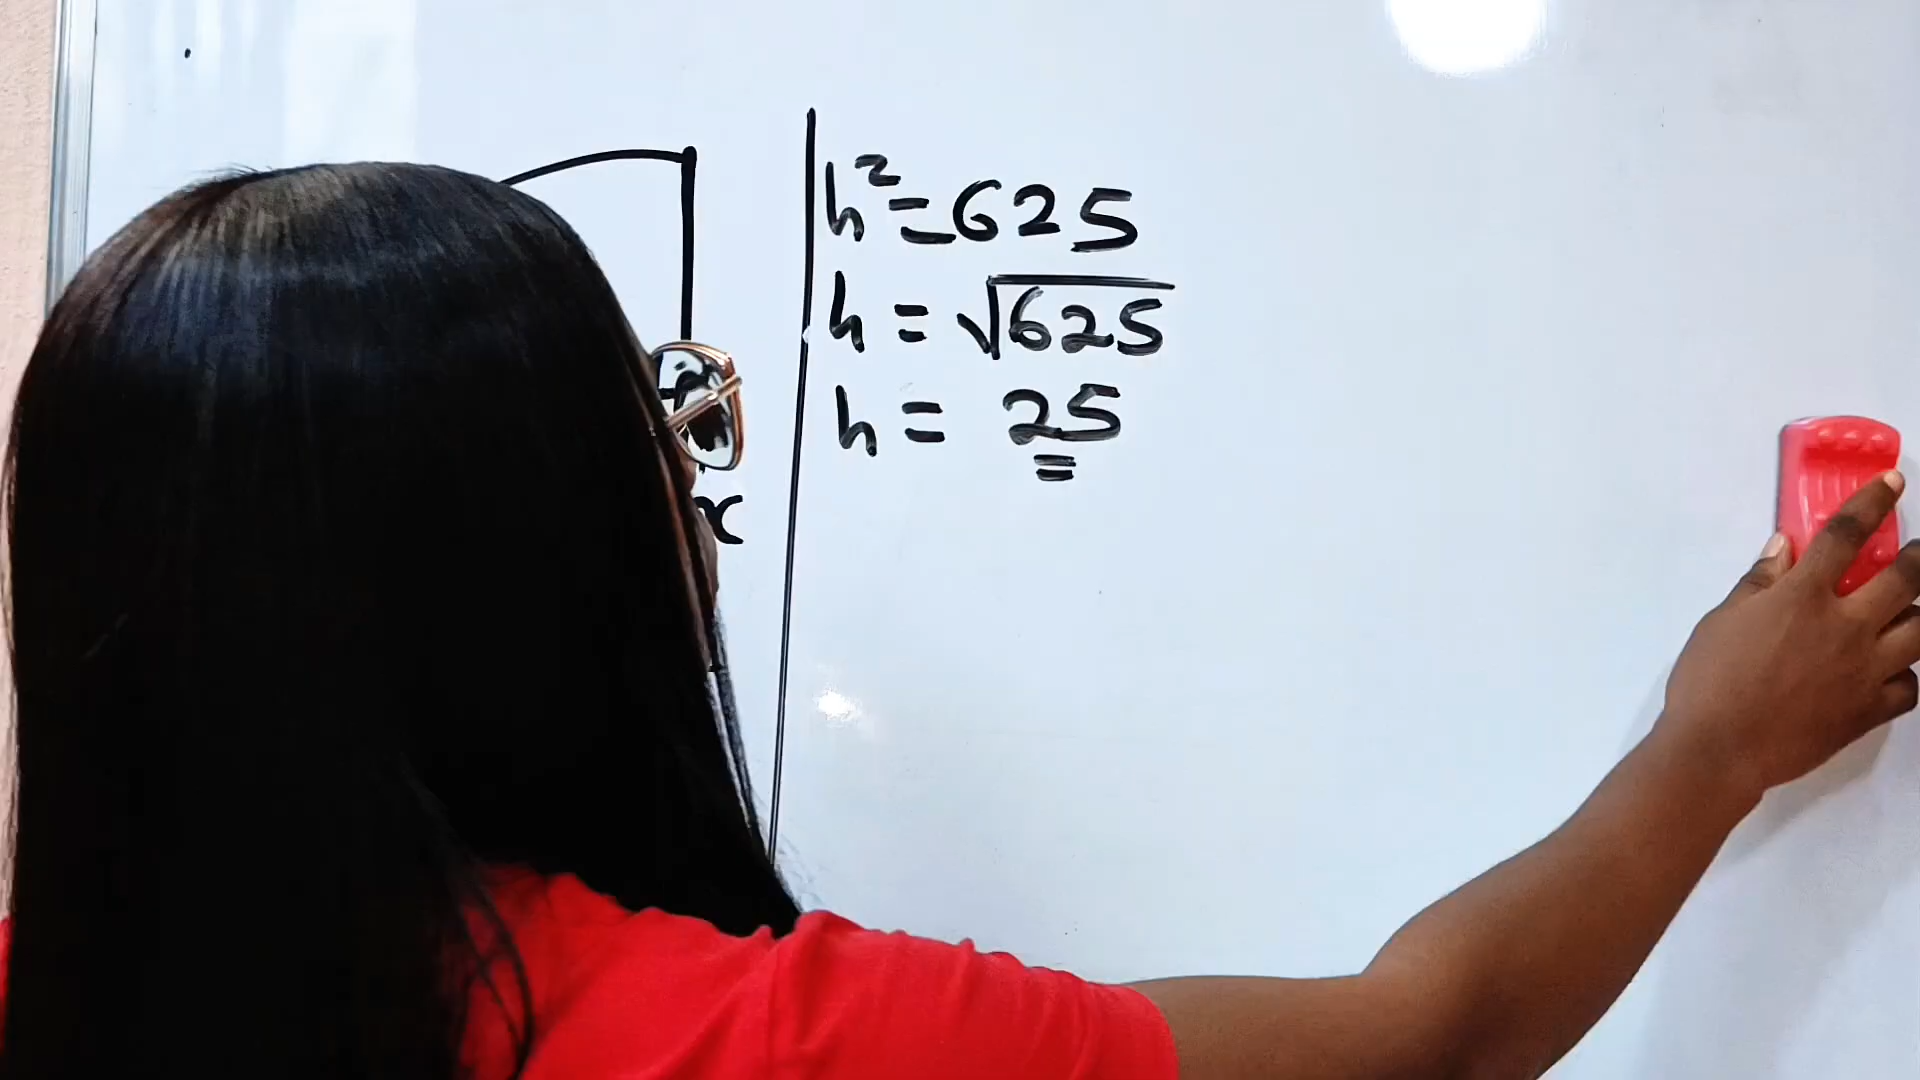 h² = 625
h = √625
h = 25
x